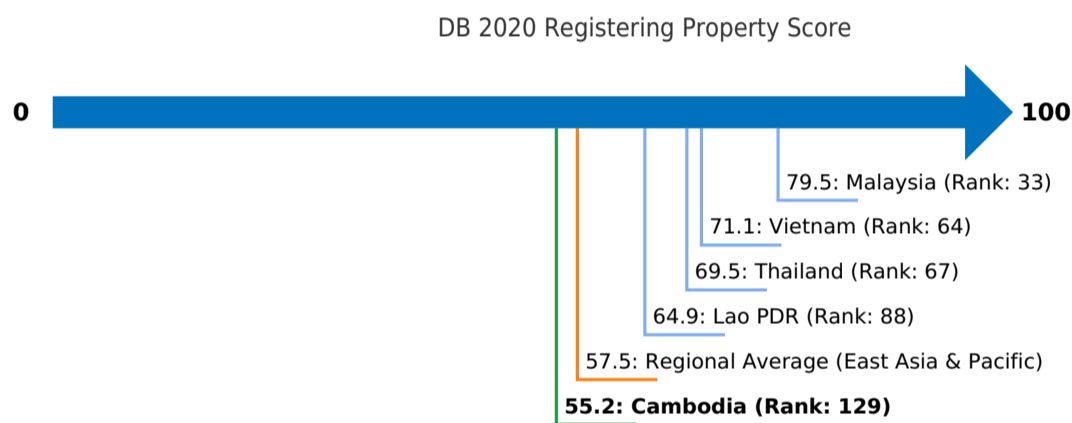 DB 2020 Registering Property Score
0
100
79.5: Malaysia (Rank: 33)
71.1: Vietnam (Rank: 64)
69.5: Thailand (Rank: 67)
64.9: Lao PDR (Rank: 88)
57.5: Regional Average (East Asia & Pacific)
55.2: Cambodia (Rank: 129)